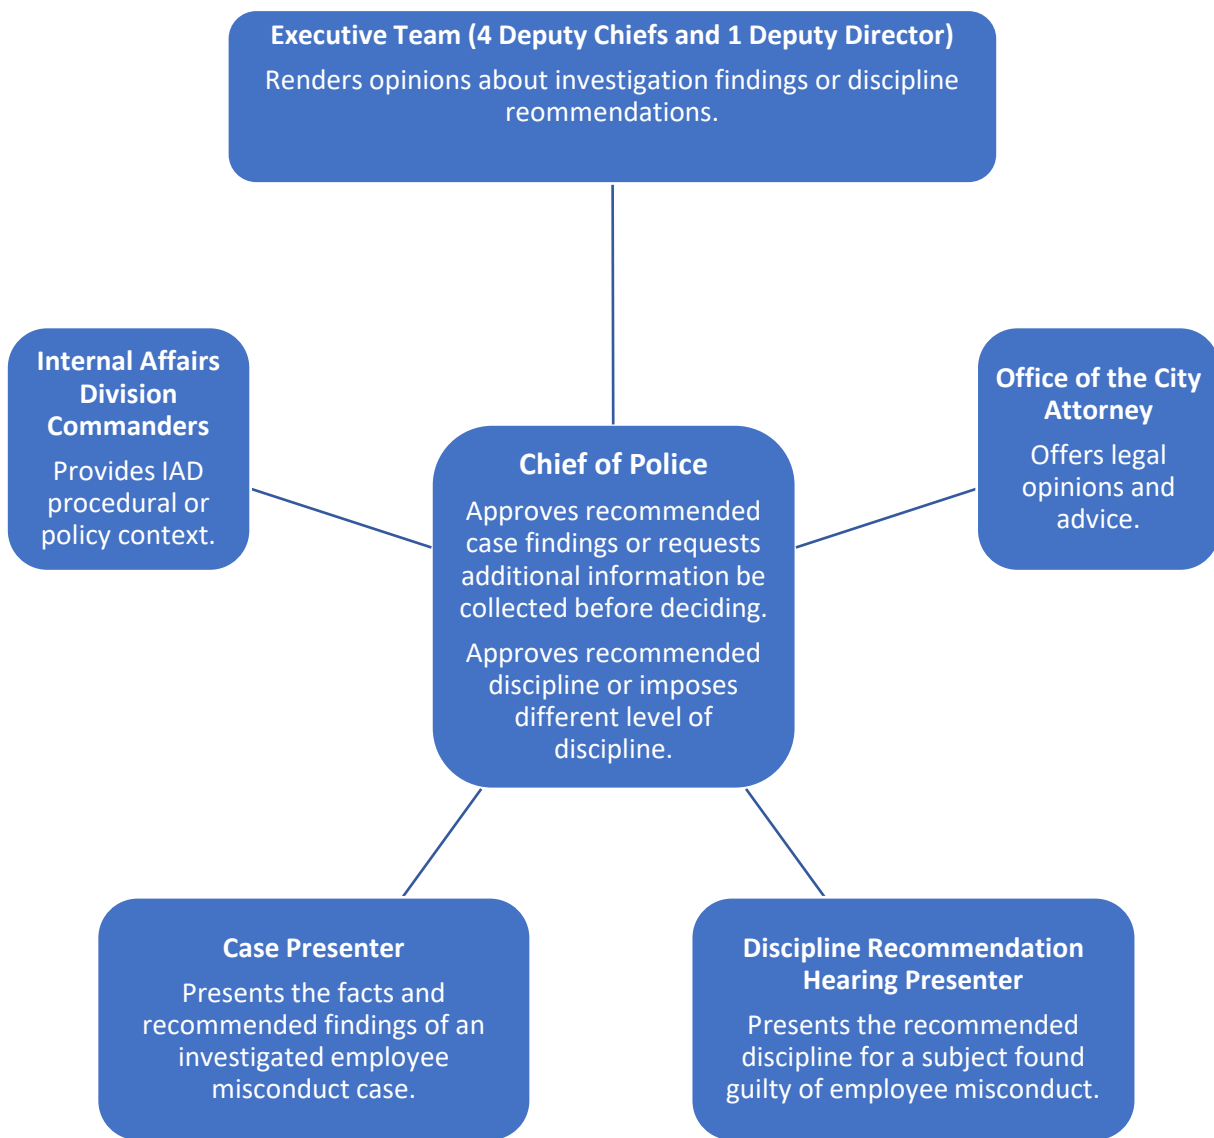 Executive Team (4 Deputy Chiefs and 1 Deputy Director)
Renders opinions about investigation findings or discipline
reommendations.
Internal Affairs
Division
Commanders
Provides IAD
procedural or
policy context.
Office of the City
Attorney
Offers legal
opinions and
advice.
Chief of Police
Approves recommended
case findings or requests
additional information be
collected before deciding.
Approves recommended
discipline or imposes
different level of
discipline.
Case Presenter
Presents the facts and
recommended findings of an
investigated employee
misconduct case.
Discipline Recommendation
Hearing Presenter
Presents the recommended
discipline for a subject found
guilty of employee misconduct.